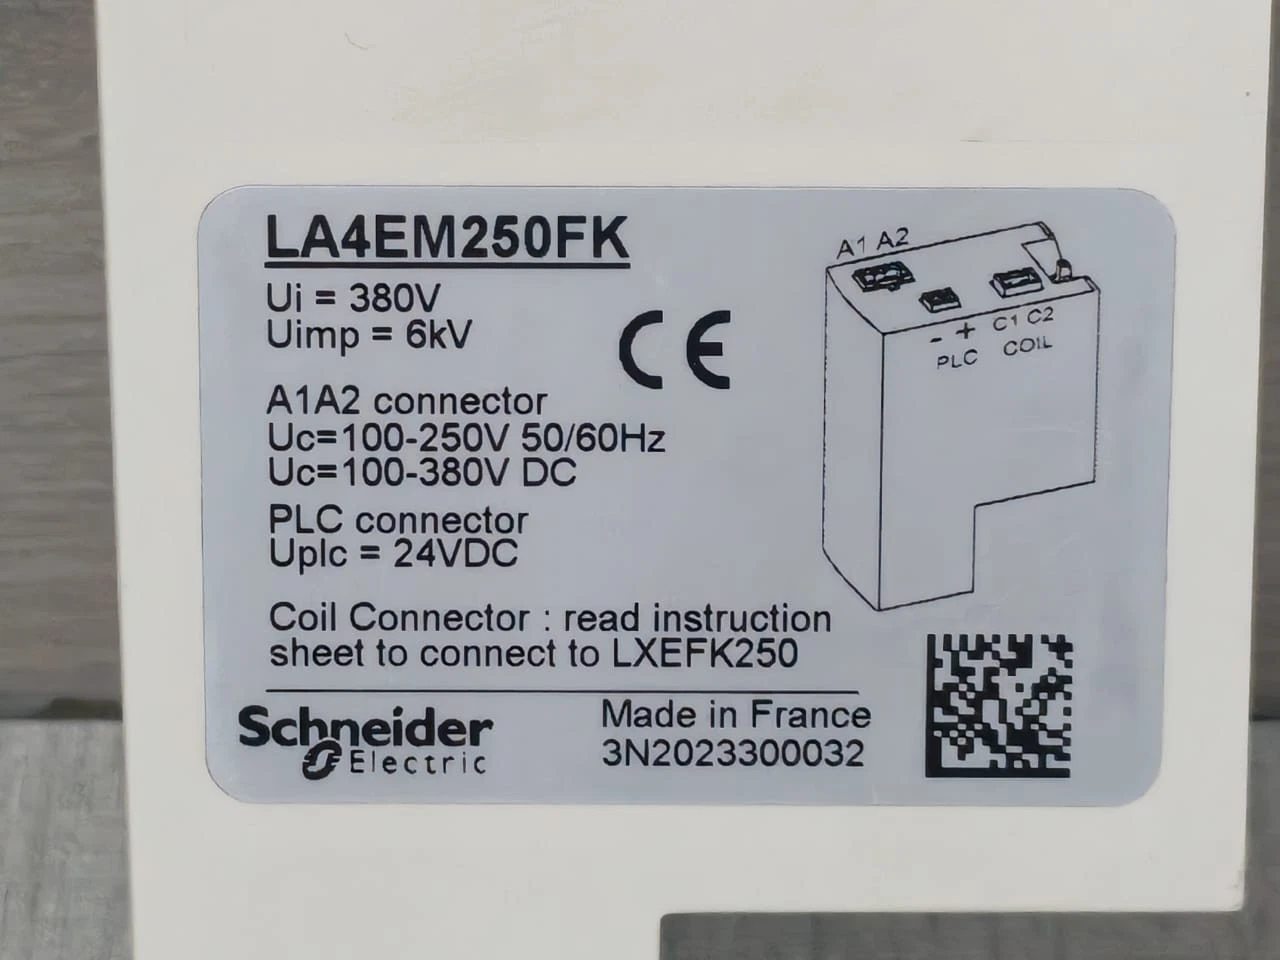 LA4EM250FK
Ui = 380V
Uimp = 6kV
CE
A1A2 connector
Uc=100-250V 50/60Hz
Uc=100-380V DC
PLC connector
Uplc = 24VDC
Coil Connector : read instruction
sheet to connect to LXEFK250
Schneider
Electric
Made in France
3N2023300032
A1 A2
- + C1 C2
PLC COIL